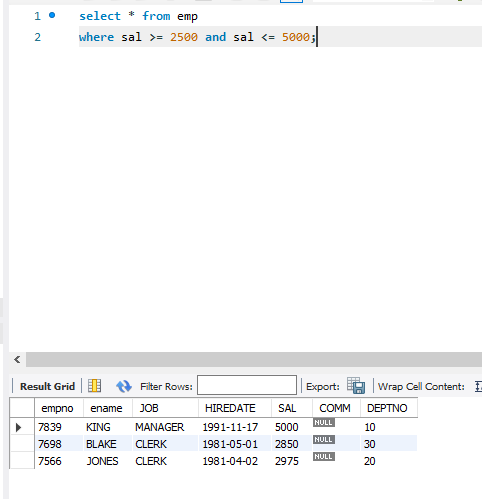 1 select * from emp
2 where sal >= 2500 and sal <= 5000;
Result Grid Filter Rows: Export: Wrap Cell Content:
empno ename JOB HIREDATE SAL COMM DEPTNO
7839 KING MANAGER 1991-11-17 5000 NULL 10
7698 BLAKE CLERK 1981-05-01 2850 NULL 30
7566 JONES CLERK 1981-04-02 2975 NULL 20